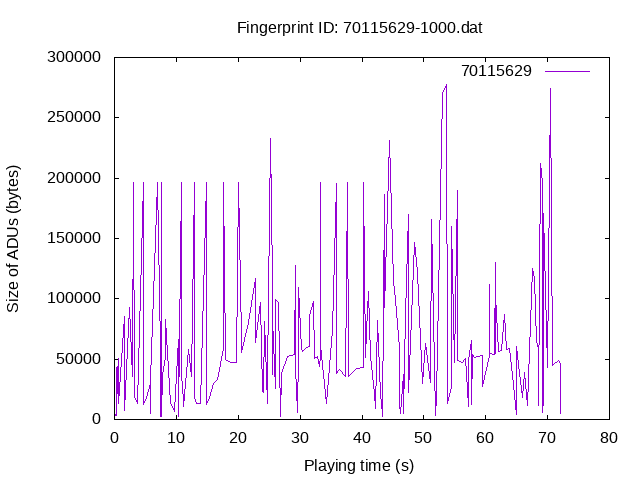 Fingerprint ID: 70115629-1000.dat
70115629
Size of ADUs (bytes)
300000
250000
200000
150000
100000
50000
0
0 10 20 30 40 50 60 70 80
Playing time (s)